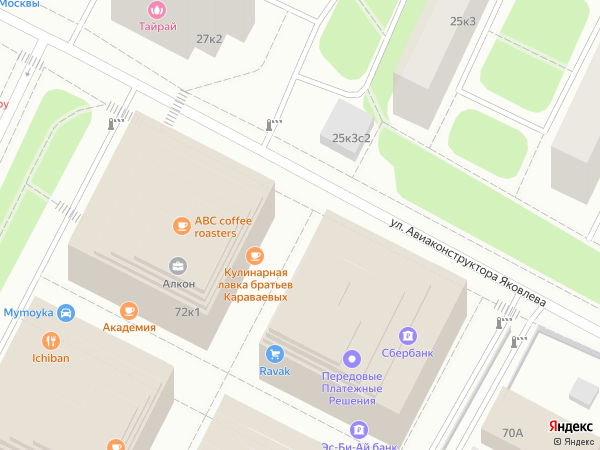 Москвы
Тайрай
27к2
25к3
ру
25к3с2
ABC coffee
roasters
ул. Авиаконструктора Яковлева
Алкон
Кулинарная
лавка братьев
Караваевых
Mymoyka
Академия
72к1
Ichiban
Ravak
Сбербанк
Передовые
Платёжные
Решения
Эс-Би-Ай банк
70А
Яндекс
© Яндекс